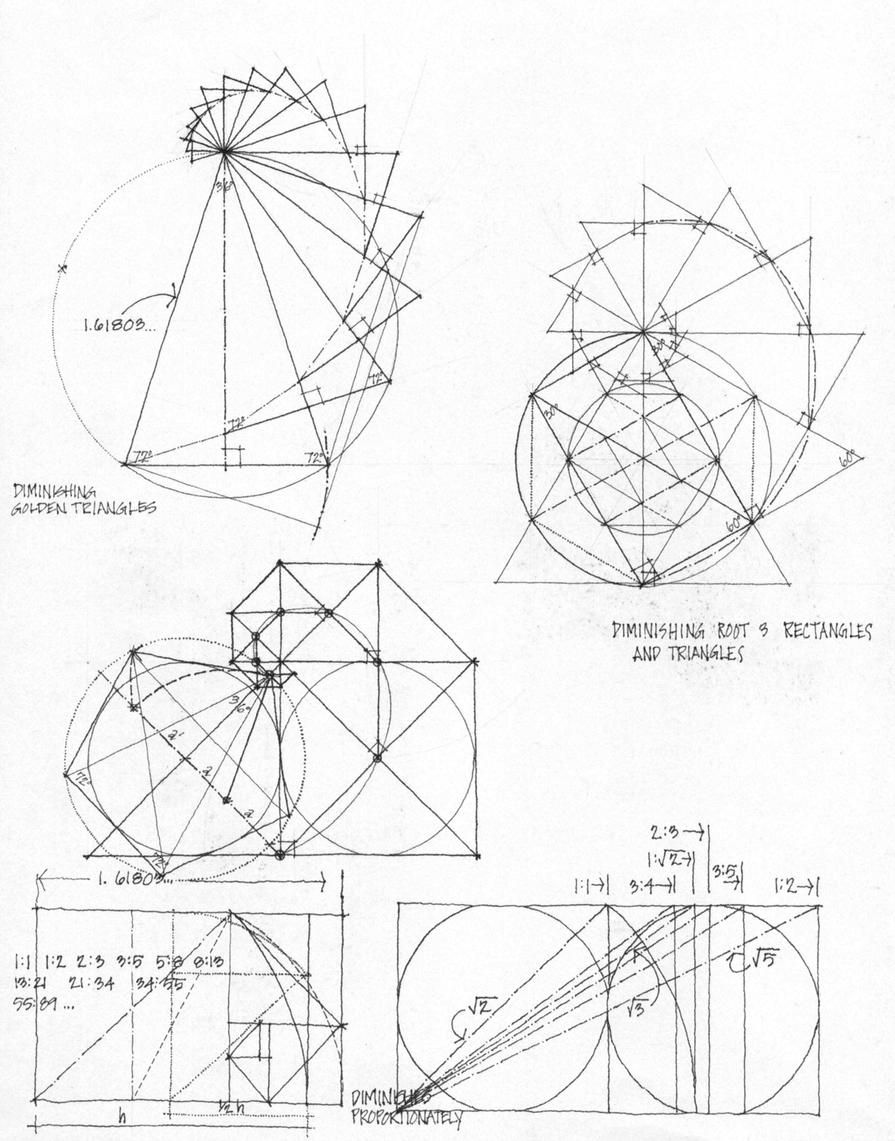 36°
1.61803...
72°
72°
72°
72°
DIMINISHING
GOLDEN TRIANGLES
30°
30°
60°
60°
DIMINISHING ROOT 3 RECTANGLES
AND TRIANGLES
36°
a
a
a
72°
72°
1.61803...
2:3
1:√2
3:5
1:1
3:4
1:2
1:1 1:2 2:3 3:5 5:8 8:13
13:21 21:34 34:55
55:89 ...
√5
√2
√3
h
½ h
DIMINISHES
PROPORTIONATELY